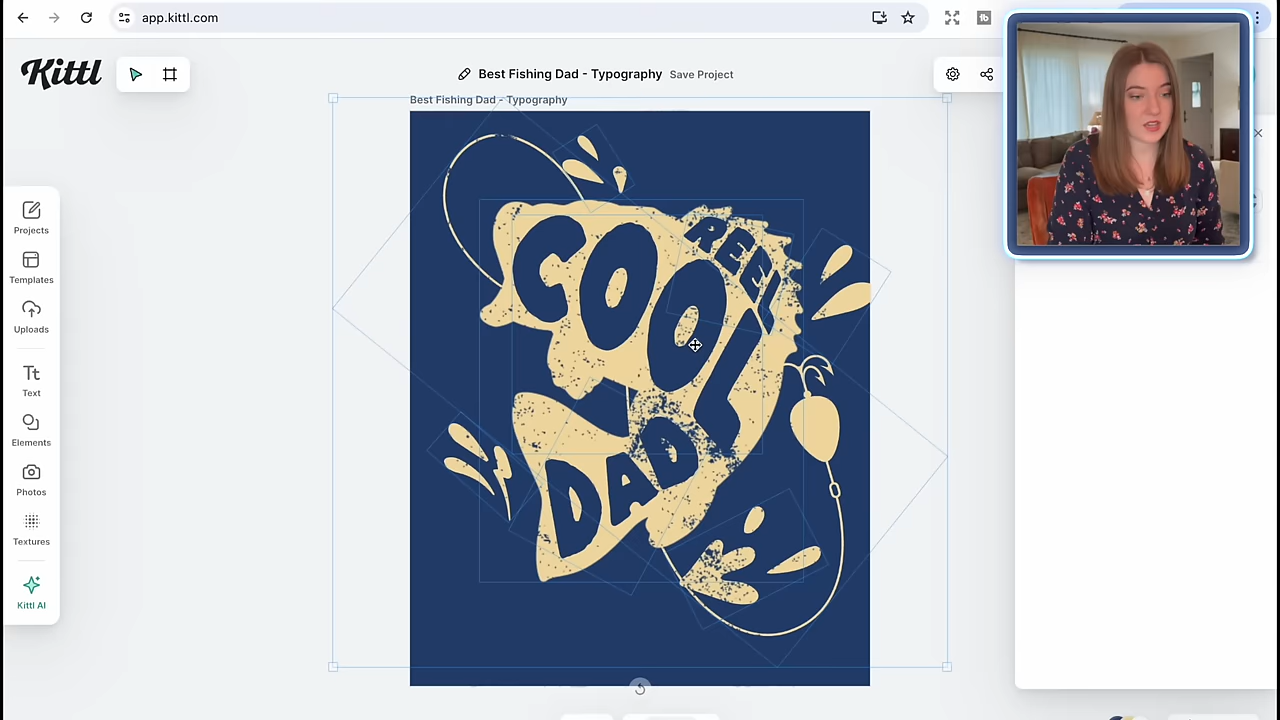 app.kittl.com
Kittl
Best Fishing Dad - Typography
Save Project
Best Fishing Dad - Typography
Projects
Templates
Uploads
Tt
Text
Elements
Photos
Textures
Kittl AI
REEL
COOL
DAD